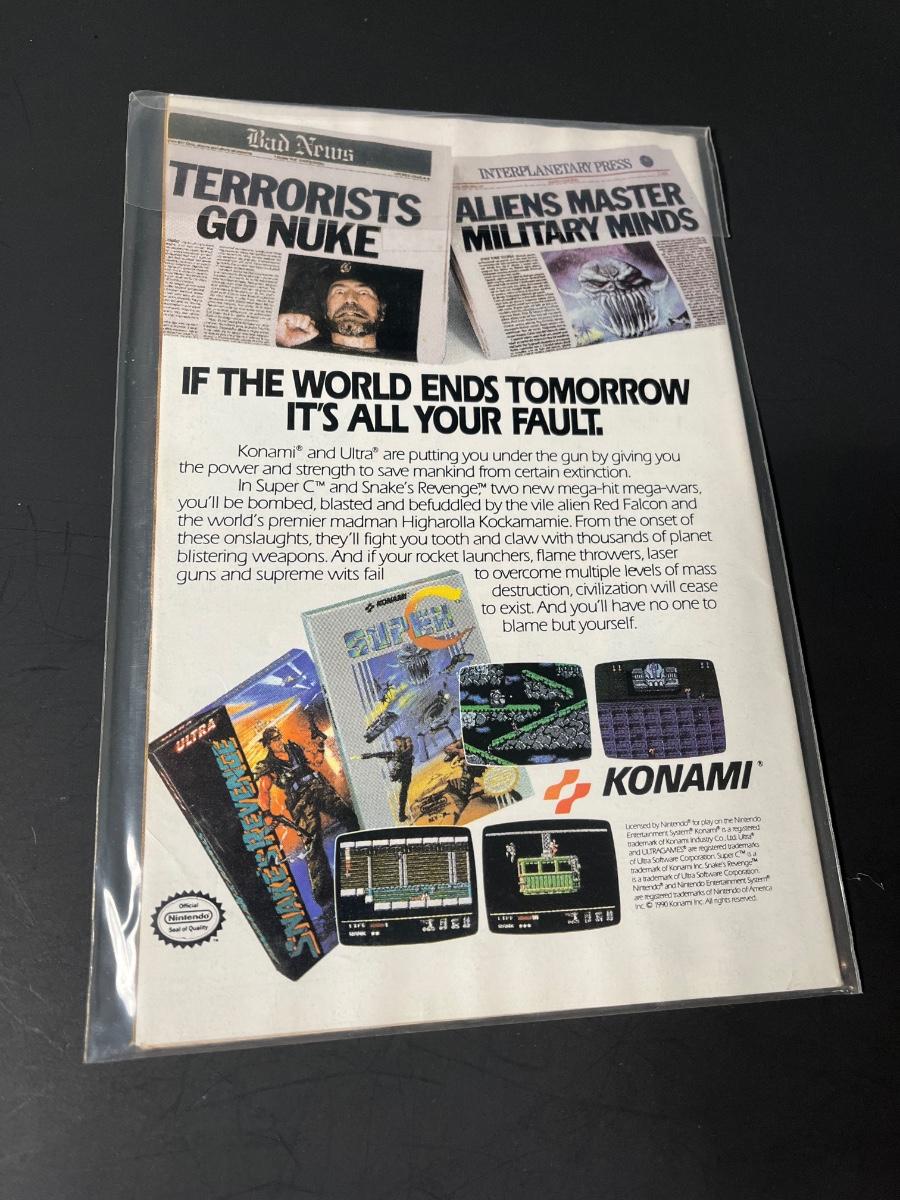 Bad News
TERRORISTS
GO NUKE
INTERPLANETARY PRESS
ALIENS MASTER
MILITARY MINDS
IF THE WORLD ENDS TOMORROW
IT'S ALL YOUR FAULT.
Konami® and Ultra® are putting you under the gun by giving you
the power and strength to save mankind from certain extinction.
In Super C™ and Snake's Revenge,™ two new mega-hit mega-wars,
you'll be bombed, blasted and befuddled by the vile alien Red Falcon and
the world's premier madman Higharolla Kockamamie. From the onset of
these onslaughts, they'll fight you tooth and claw with thousands of planet
blistering weapons. And if your rocket launchers, flame throwers, laser
guns and supreme wits fail to overcome multiple levels of mass
destruction, civilization will cease
to exist. And you'll have no one to
blame but yourself.
KONAMI
SUPER C
ULTRA
SNAKE'S REVENGE
KONAMI®
LIFE
RANK
LIFE
RANK
Licensed by Nintendo® for play on the Nintendo
Entertainment System® Konami® is a registered
trademark of Konami Industry Co., Ltd. Ultra®
and ULTRAGAMES® are registered trademarks
of Ultra Software Corporation. Super C™ is a
trademark of Konami Inc. Snake's Revenge™
is a trademark of Ultra Software Corporation.
Nintendo® and Nintendo Entertainment System®
are registered trademarks of Nintendo of America
Inc. © 1990 Konami Inc. All rights reserved.
Official
Nintendo
Seal of Quality
TM